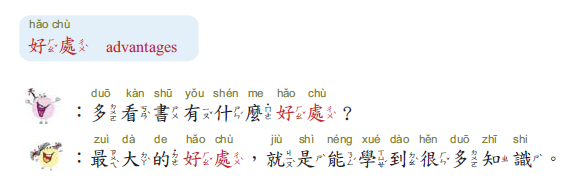 hǎo chù
好處 advantages
duō kàn shū yǒu shén me hǎo chù
：多看書有什麼好處？
zuì dà de hǎo chù jiù shì néng xué dào hěn duō zhī shi
：最大的好處，就是能學到很多知識。